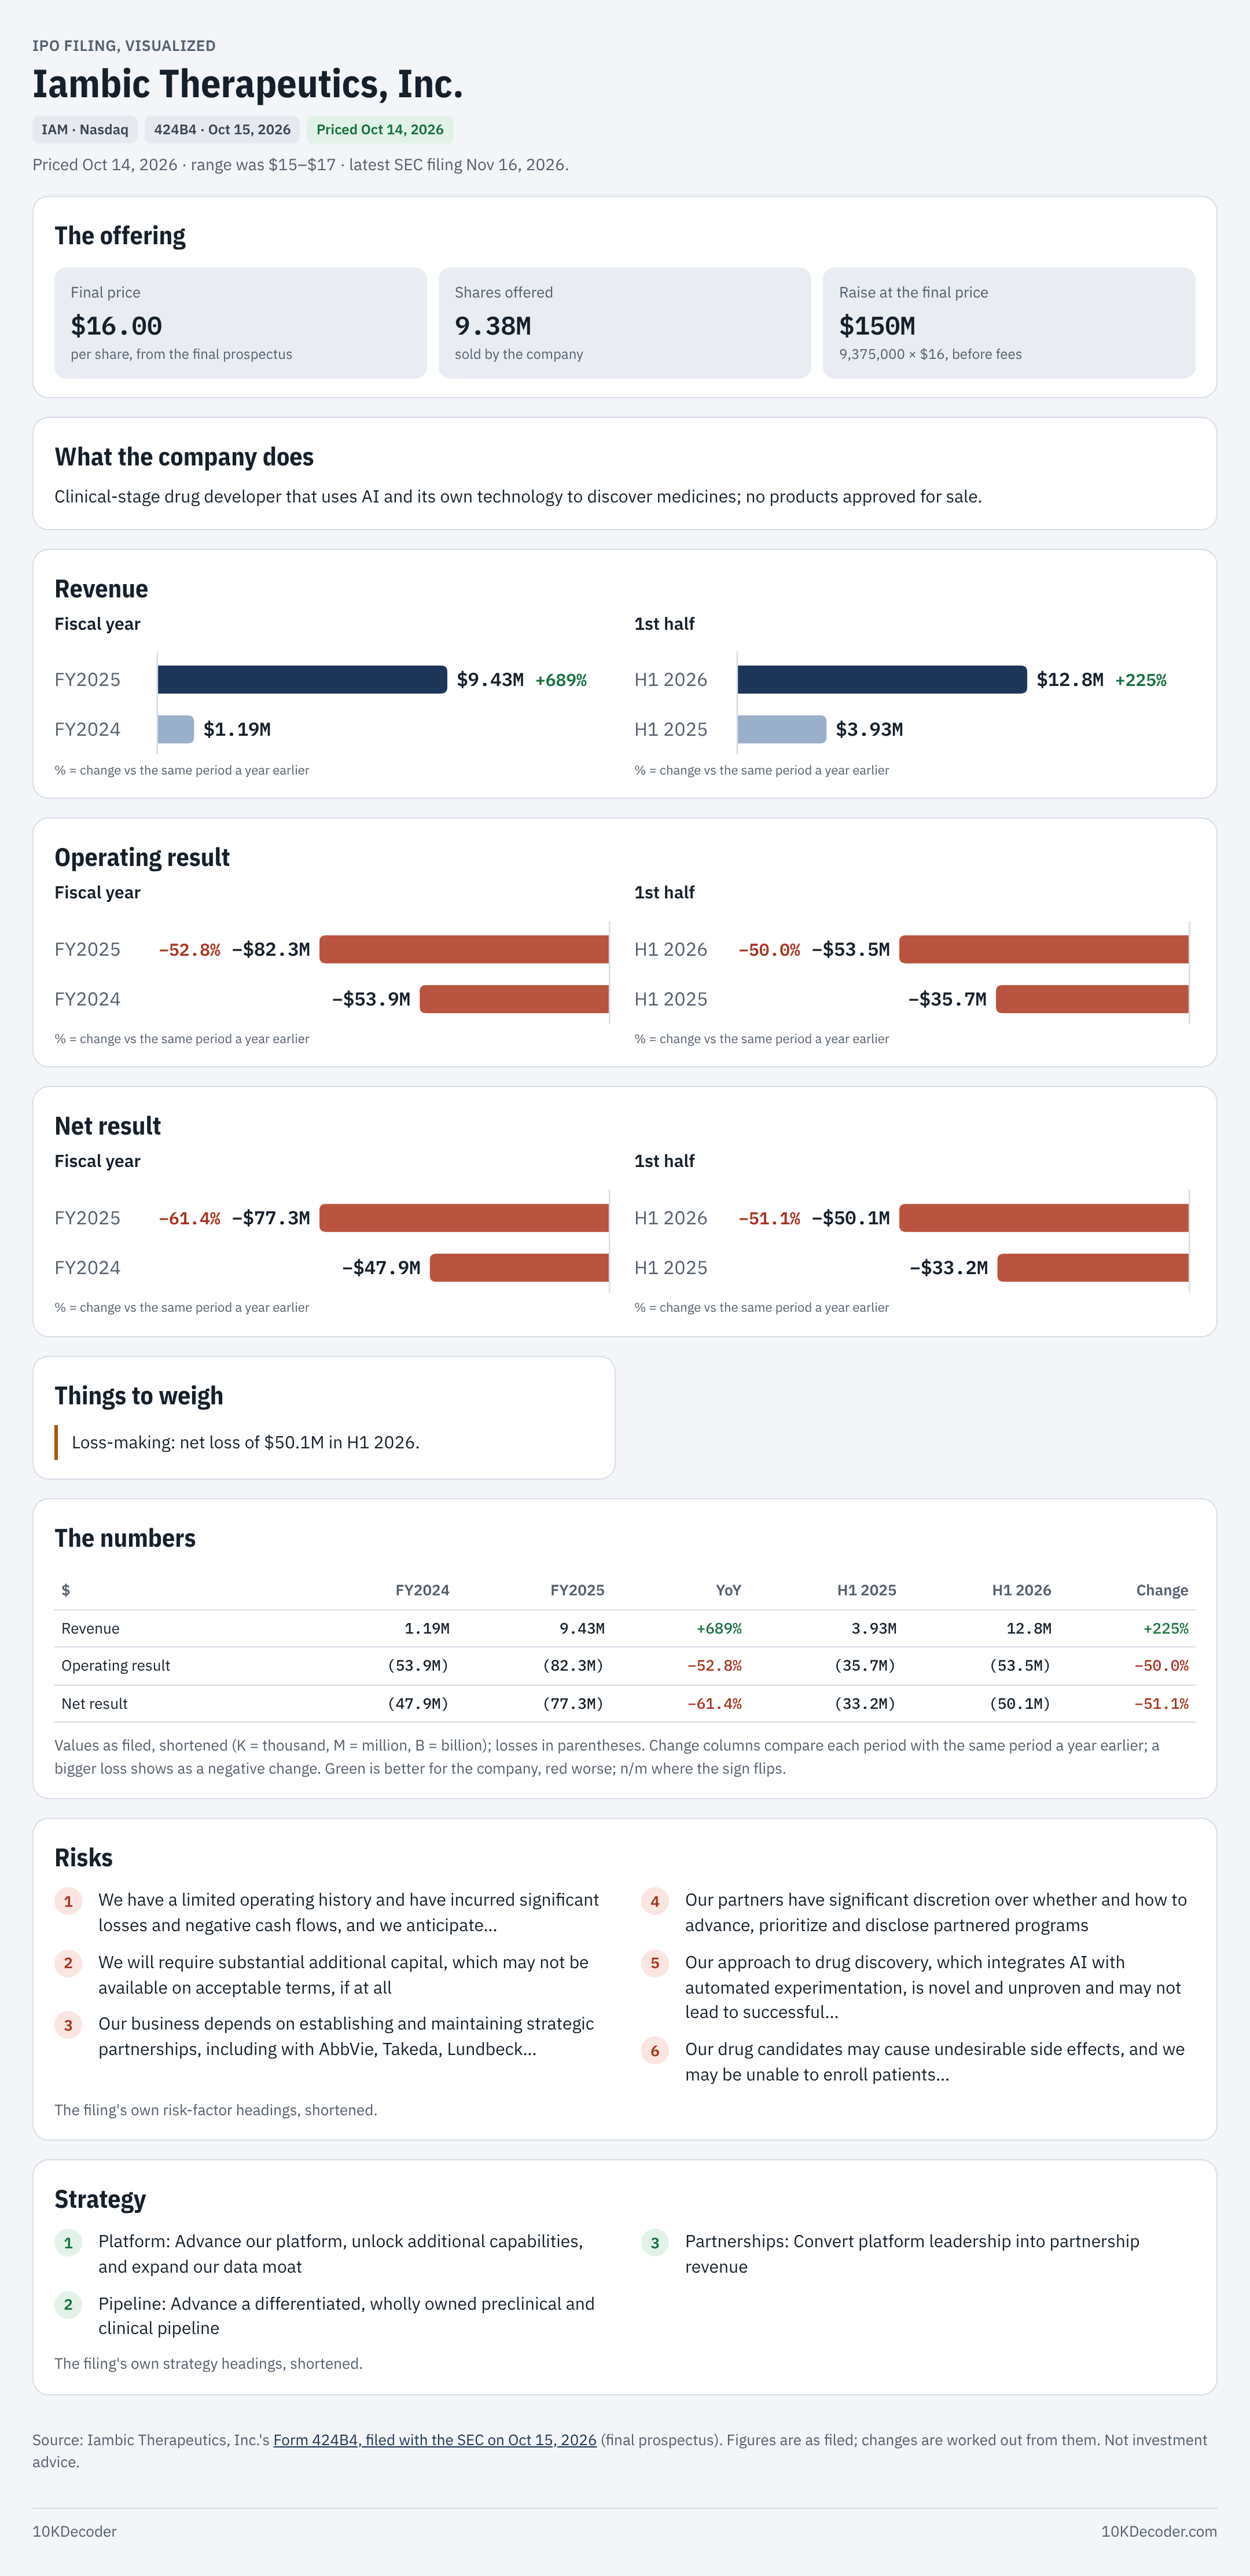 IPO FILING, VISUALIZED
Iambic Therapeutics, Inc.
IAM · Nasdaq
424B4 · Oct 15, 2026
Priced Oct 14, 2026
Priced Oct 14, 2026 · range was $15–$17 · latest SEC filing Nov 16, 2026.
The offering
Final price
$16.00
per share, from the final prospectus
Shares offered
9.38M
sold by the company
Raise at the final price
$150M
9,375,000 × $16, before fees
What the company does
Clinical-stage drug developer that uses AI and its own technology to discover medicines; no products approved for sale.
Revenue
Fiscal year
FY2025 $9.43M +689%
FY2024 $1.19M
% = change vs the same period a year earlier
1st half
H1 2026 $12.8M +225%
H1 2025 $3.93M
% = change vs the same period a year earlier
Operating result
Fiscal year
FY2025 −52.8% −$82.3M
FY2024 −$53.9M
% = change vs the same period a year earlier
1st half
H1 2026 −50.0% −$53.5M
H1 2025 −$35.7M
% = change vs the same period a year earlier
Net result
Fiscal year
FY2025 −61.4% −$77.3M
FY2024 −$47.9M
% = change vs the same period a year earlier
1st half
H1 2026 −51.1% −$50.1M
H1 2025 −$33.2M
% = change vs the same period a year earlier
Things to weigh
Loss-making: net loss of $50.1M in H1 2026.
The numbers
$ FY2024 FY2025 YoY H1 2025 H1 2026 Change
Revenue 1.19M 9.43M +689% 3.93M 12.8M +225%
Operating result (53.9M) (82.3M) −52.8% (35.7M) (53.5M) −50.0%
Net result (47.9M) (77.3M) −61.4% (33.2M) (50.1M) −51.1%
Values as filed, shortened (K = thousand, M = million, B = billion); losses in parentheses. Change columns compare each period with the same period a year earlier; a
bigger loss shows as a negative change. Green is better for the company, red worse; n/m where the sign flips.
Risks
1 We have a limited operating history and have incurred significant
losses and negative cash flows, and we anticipate…
2 We will require substantial additional capital, which may not be
available on acceptable terms, if at all
3 Our business depends on establishing and maintaining strategic
partnerships, including with AbbVie, Takeda, Lundbeck…
4 Our partners have significant discretion over whether and how to
advance, prioritize and disclose partnered programs
5 Our approach to drug discovery, which integrates AI with
automated experimentation, is novel and unproven and may not
lead to successful…
6 Our drug candidates may cause undesirable side effects, and we
may be unable to enroll patients…
The filing's own risk-factor headings, shortened.
Strategy
1 Platform: Advance our platform, unlock additional capabilities,
and expand our data moat
2 Pipeline: Advance a differentiated, wholly owned preclinical and
clinical pipeline
3 Partnerships: Convert platform leadership into partnership
revenue
The filing's own strategy headings, shortened.
Source: Iambic Therapeutics, Inc.'s Form 424B4, filed with the SEC on Oct 15, 2026 (final prospectus). Figures are as filed; changes are worked out from them. Not investment
advice.
10KDecoder
10KDecoder.com